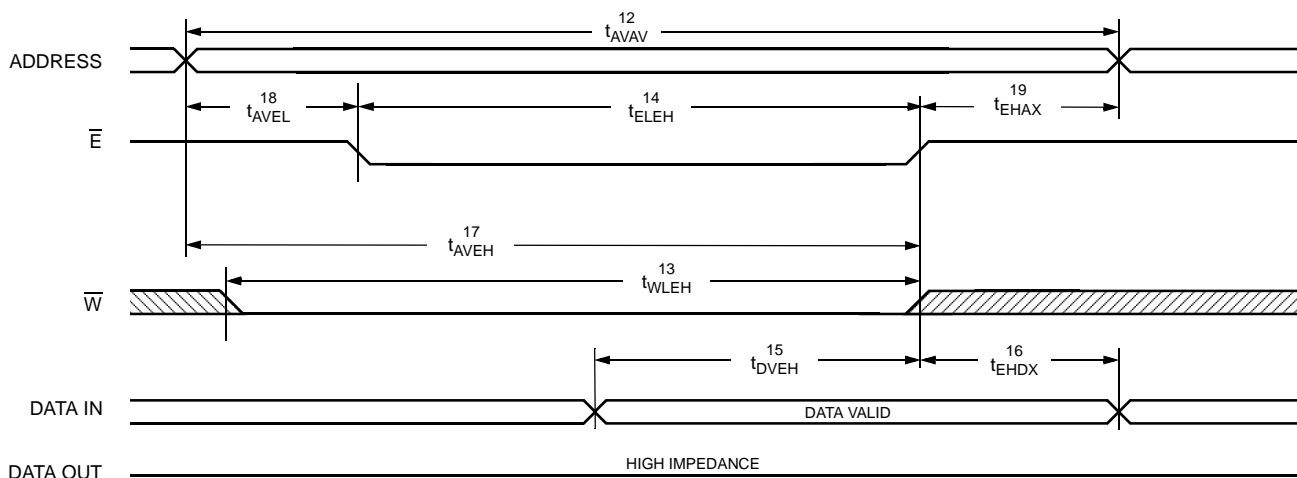 12
tAVAV
ADDRESS
18
tAVEL
14
tELEH
19
tEHAX
E̅
17
tAVEH
13
tWLEH
W̅
15
tDVEH
16
tEHDX
DATA IN
DATA VALID
DATA OUT
HIGH IMPEDANCE